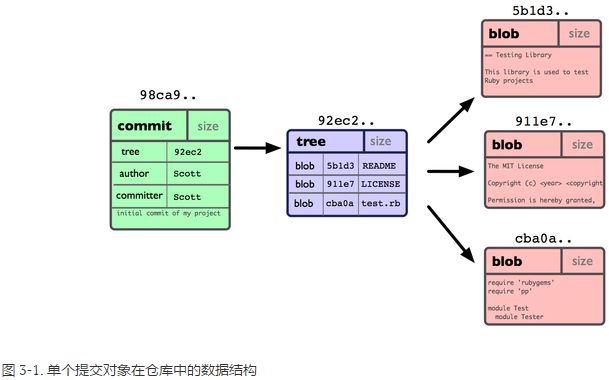 98ca9..
commit size
tree 92ec2
author Scott
committer Scott
initial commit of my project
92ec2..
tree size
blob 5b1d3 README
blob 911e7 LICENSE
blob cba0a test.rb
5b1d3..
blob size
== Testing Library
This library is used to test
Ruby projects
911e7..
blob size
The MIT License
Copyright (c) <year> <copyright
Permission is hereby granted,
cba0a..
blob size
require 'rubygems'
require 'pp'
module Test
module Tester
图 3-1. 单个提交对象在仓库中的数据结构